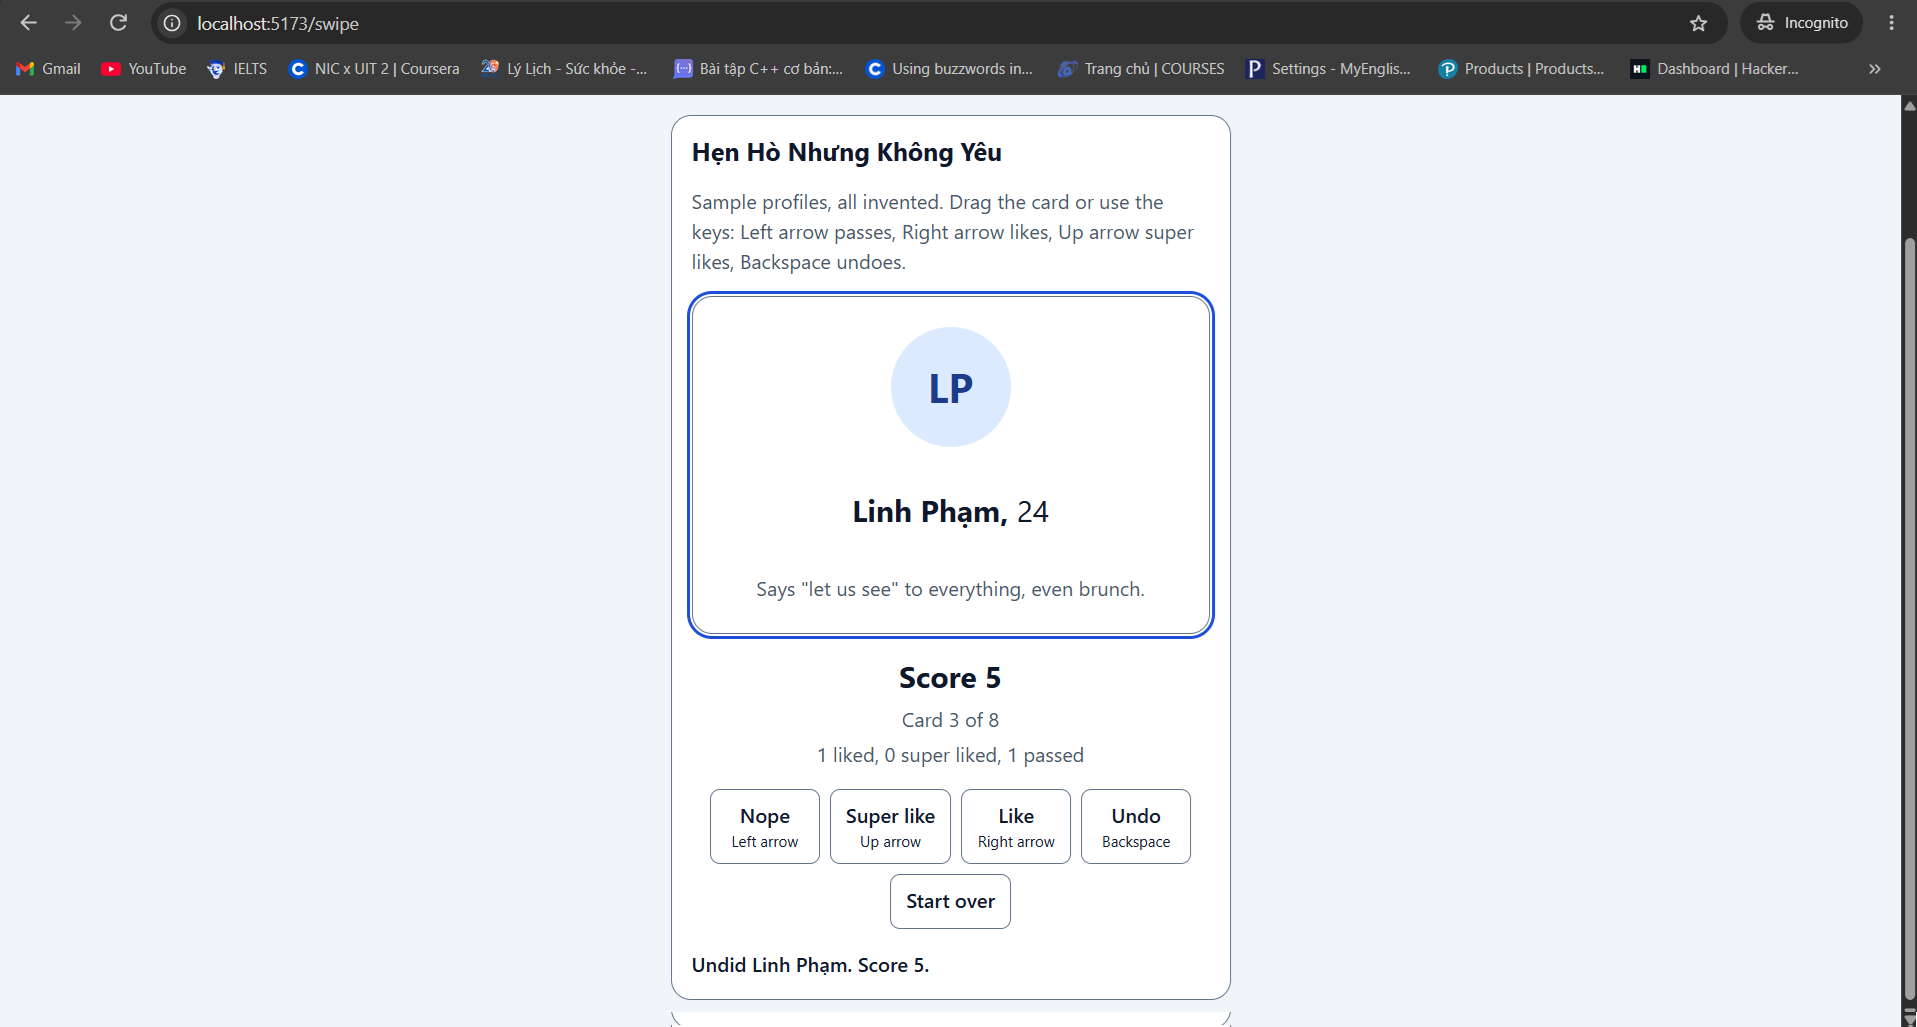 localhost:5173/swipe
Incognito
Gmail
YouTube
IELTS
NIC x UIT 2 | Coursera
Lý Lịch - Sức khỏe -...
Bài tập C++ cơ bản:...
Using buzzwords in...
Trang chủ | COURSES
Settings - MyEnglis...
Products | Products...
Dashboard | Hacker...
Hẹn Hò Nhưng Không Yêu
Sample profiles, all invented. Drag the card or use the
keys: Left arrow passes, Right arrow likes, Up arrow super
likes, Backspace undoes.
LP
Linh Phạm, 24
Says "let us see" to everything, even brunch.
Score 5
Card 3 of 8
1 liked, 0 super liked, 1 passed
Nope
Left arrow
Super like
Up arrow
Like
Right arrow
Undo
Backspace
Start over
Undid Linh Phạm. Score 5.